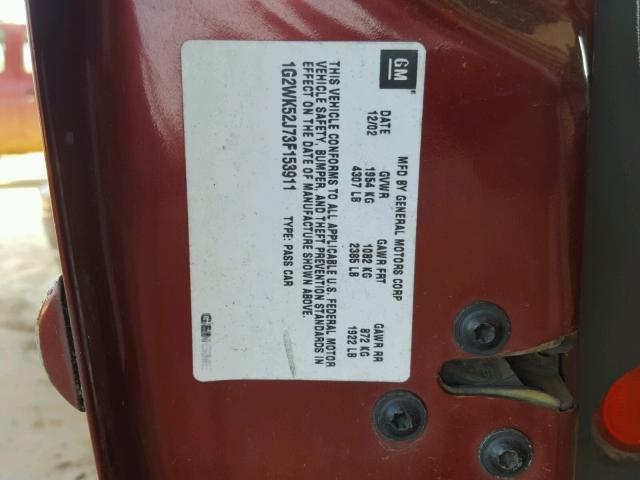 GM
MFD BY GENERAL MOTORS CORP
DATE GVWR GAWR FRT GAWR RR
12/02 1954 KG 1082 KG 872 KG
4307 LB 2385 LB 1922 LB
THIS VEHICLE CONFORMS TO ALL APPLICABLE U.S. FEDERAL MOTOR
VEHICLE SAFETY, BUMPER, AND THEFT PREVENTION STANDARDS IN
EFFECT ON THE DATE OF MANUFACTURE SHOWN ABOVE.
1G2WK52J73F153911 TYPE: PASS CAR